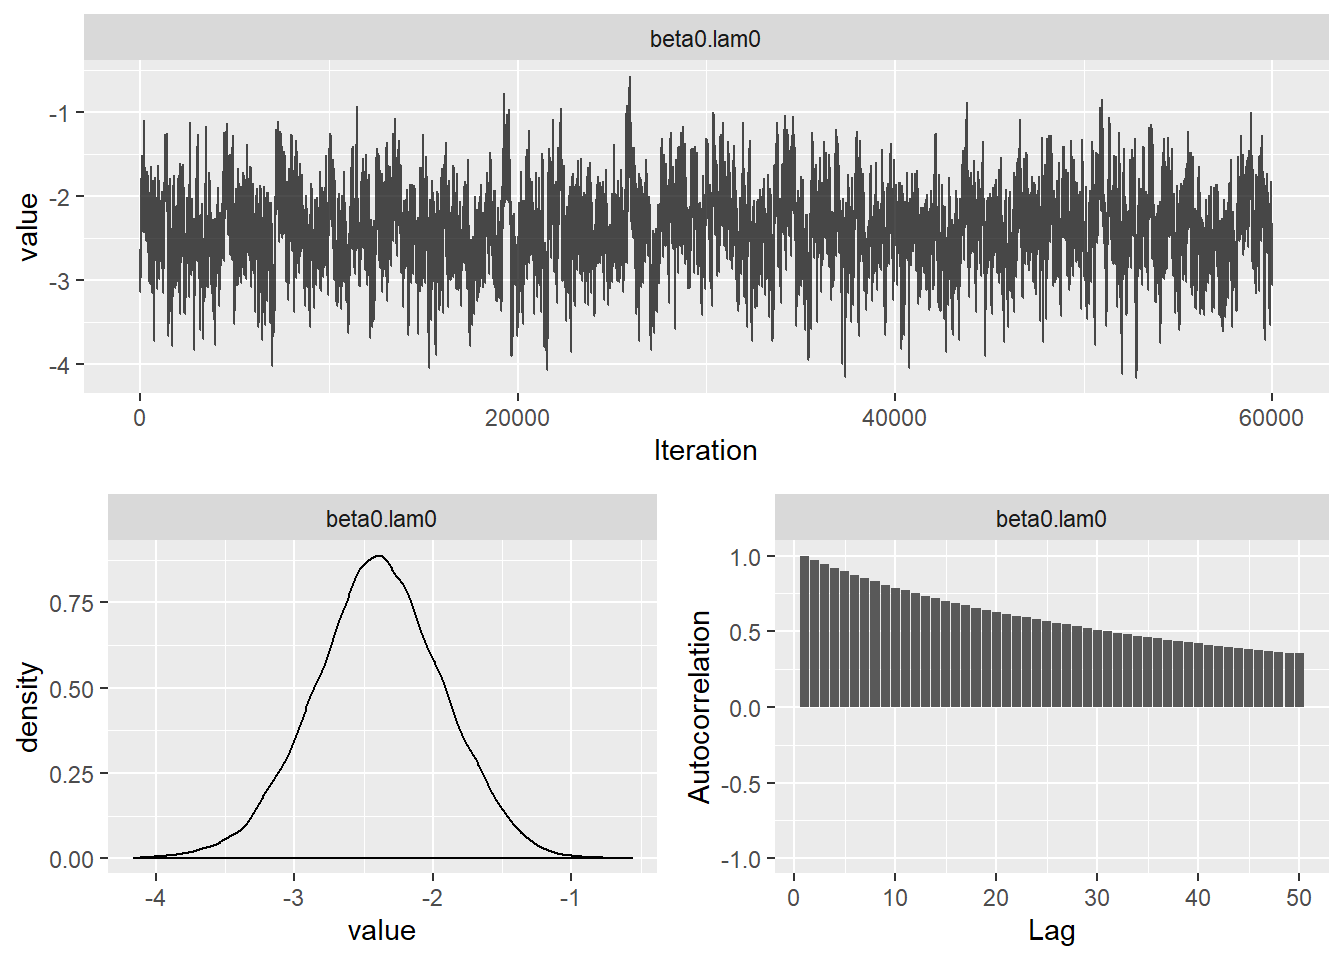 beta0.lam0
value
-1
-2
-3
-4
0 20000 40000 60000
Iteration
beta0.lam0
density
0.75
0.50
0.25
0.00
-4 -3 -2 -1
value
beta0.lam0
Autocorrelation
1.0
0.5
0.0
-0.5
-1.0
0 10 20 30 40 50
Lag